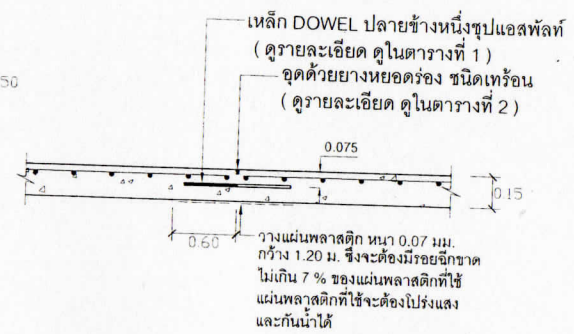 เหล็ก DOWEL ปลายข้างหนึ่งชุปแอสพัลท์
( ดูรายละเอียด ดูในตารางที่ 1 )
อุดด้วยยางหยอดร่อง ชนิดเทร้อน
( ดูรายละเอียด ดูในตารางที่ 2 )
50
0.075
0.15
0.60
วางแผ่นพลาสติก หนา 0.07 มม.
กว้าง 1.20 ม. ซึ่งจะต้องมีรอยฉีกขาด
ไม่เกิน 7 % ของแผ่นพลาสติกที่ใช้
แผ่นพลาสติกที่ใช้จะต้องโปร่งแสง
และกันน้ำได้